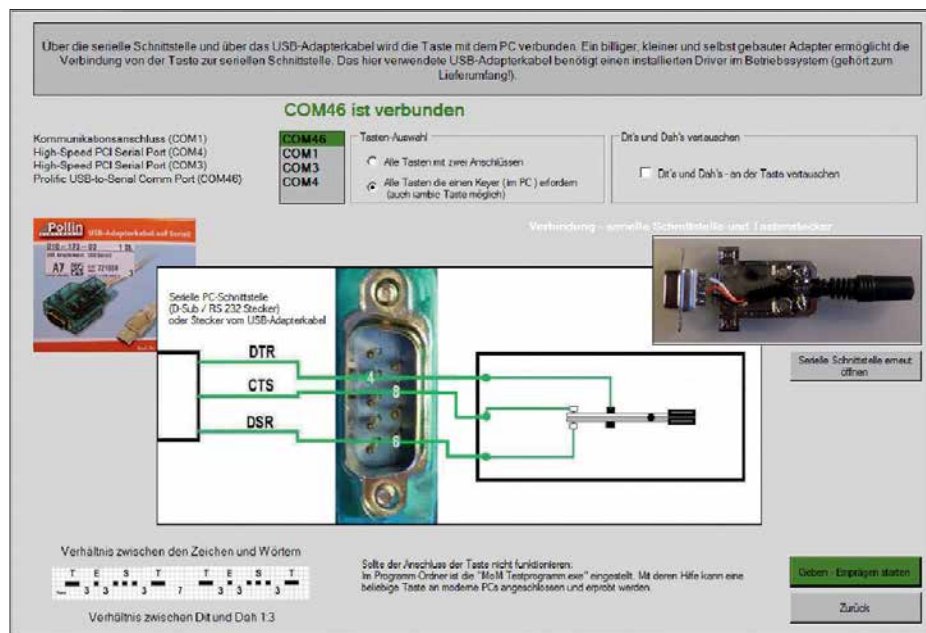 Über die serielle Schnittstelle und über das USB-Adapterkabel wird die Taste mit dem PC verbunden. Ein billiger, kleiner und selbst gebauter Adapter ermöglicht die
Verbindung von der Taste zur seriellen Schnittstelle. Das hier verwendete USB-Adapterkabel benötigt einen installierten Driver im Betriebssystem (gehört zum
Lieferumfang!).
COM46 ist verbunden
Kommunikationsanschluss (COM1)
High-Speed PCI Serial Port (COM4)
High-Speed PCI Serial Port (COM3)
Prolific USB-to-Serial Comm Port (COM46)
COM46
COM1
COM3
COM4
Tasten-Auswahl
Alle Tasten mit zwei Anschlüssen
Alle Tasten die einen Keyer (im PC) erfordern
(auch iambic Taste möglich)
Dit's und Dah's vertauschen
Dit's und Dah's - an der Taste vertauschen
Verbindung - serielle Schnittstelle und Tastenstecker
Pollin
USB-Adapterkabel auf Seriell
A7
Serielle PC-Schnittstelle
(D-Sub / RS 232 Stecker)
oder Stecker vom USB-Adapterkabel
DTR
CTS
DSR
4
8
6
Serielle Schnittstelle erneut
öffnen
Verhältnis zwischen den Zeichen und Wörtern
T E S T T E S T
3 3 3 7 3 3 3
Verhältnis zwischen Dit und Dah 1:3
Sollte der Anschluss der Taste nicht funktionieren:
Im Programm-Ordner ist die "MoM Testprogramm.exe" eingestellt. Mit deren Hilfe kann eine
beliebige Taste an moderne PCs angeschlossen und erprobt werden.
Geben - Einprägen starten
Zurück